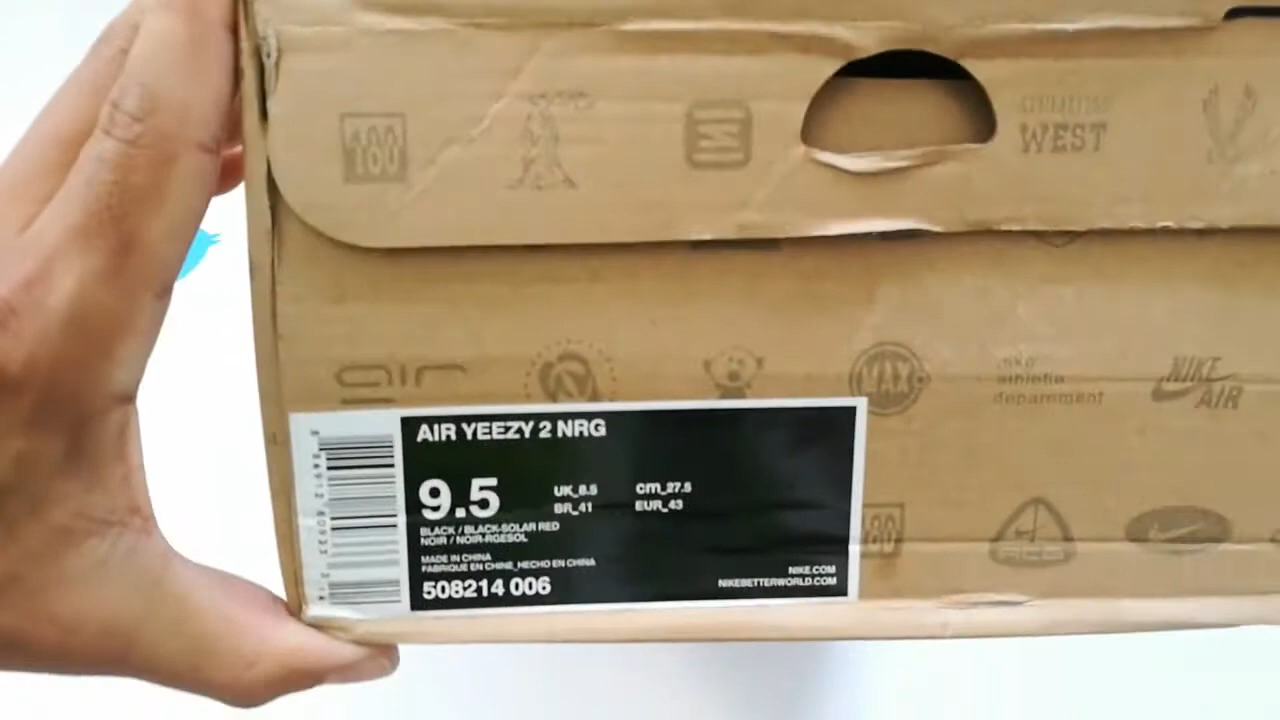 WEST
air
MAX
nike
athletic
department
NIKE
AIR
AIR YEEZY 2 NRG
9.5
UK_8.5
cm_27.5
BR_41
EUR_43
BLACK / BLACK-SOLAR RED
NOIR / NOIR-RGESOL
MADE IN CHINA
FABRIQUE EN CHINE_HECHO EN CHINA
508214 006
NIKE.COM
NIKEBETTERWORLD.COM